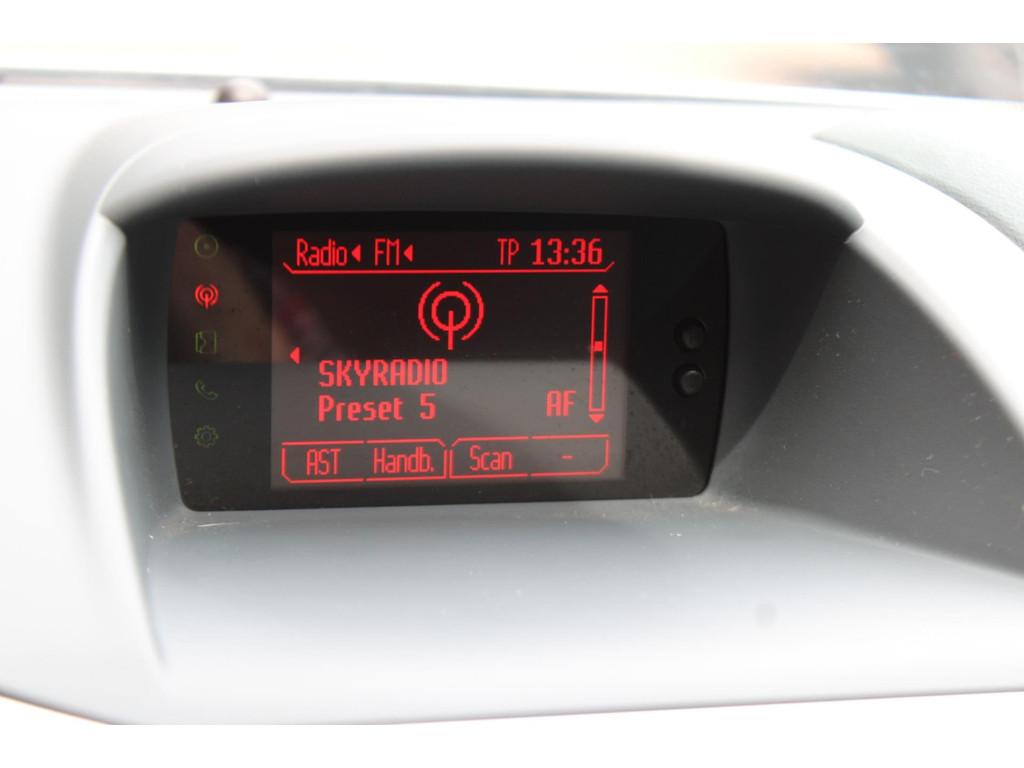 Radio FM TP 13:36
SKYRADIO
Preset 5 AF
AST Handb. Scan -